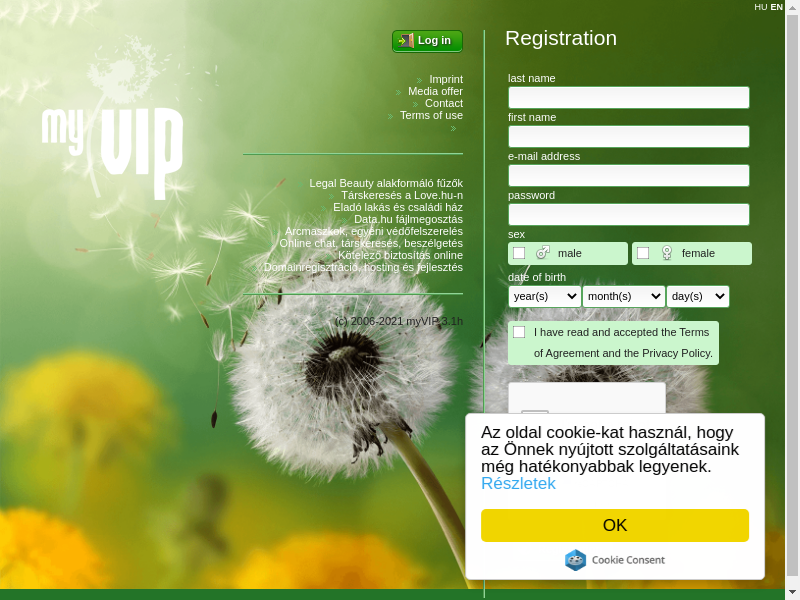 HU EN
my VIP
Log in
Imprint
Media offer
Contact
Terms of use
Legal Beauty alakformáló fűzők
Társkeresés a Love.hu-n
Eladó lakás és családi ház
Data.hu fájlmegosztás
Arcmaszkok, egyéni védőfelszerelés
Online chat, társkeresés, beszélgetés
Kötelező biztosítás online
Domainregisztráció, hosting és fejlesztés
(c) 2006-2021 myVIP 3.1h
Registration
last name
first name
e-mail address
password
sex
male female
date of birth
year(s) month(s) day(s)
I have read and accepted the Terms
of Agreement and the Privacy Policy.
Az oldal cookie-kat használ, hogy
az Önnek nyújtott szolgáltatásaink
még hatékonyabbak legyenek.
Részletek
OK
Cookie Consent